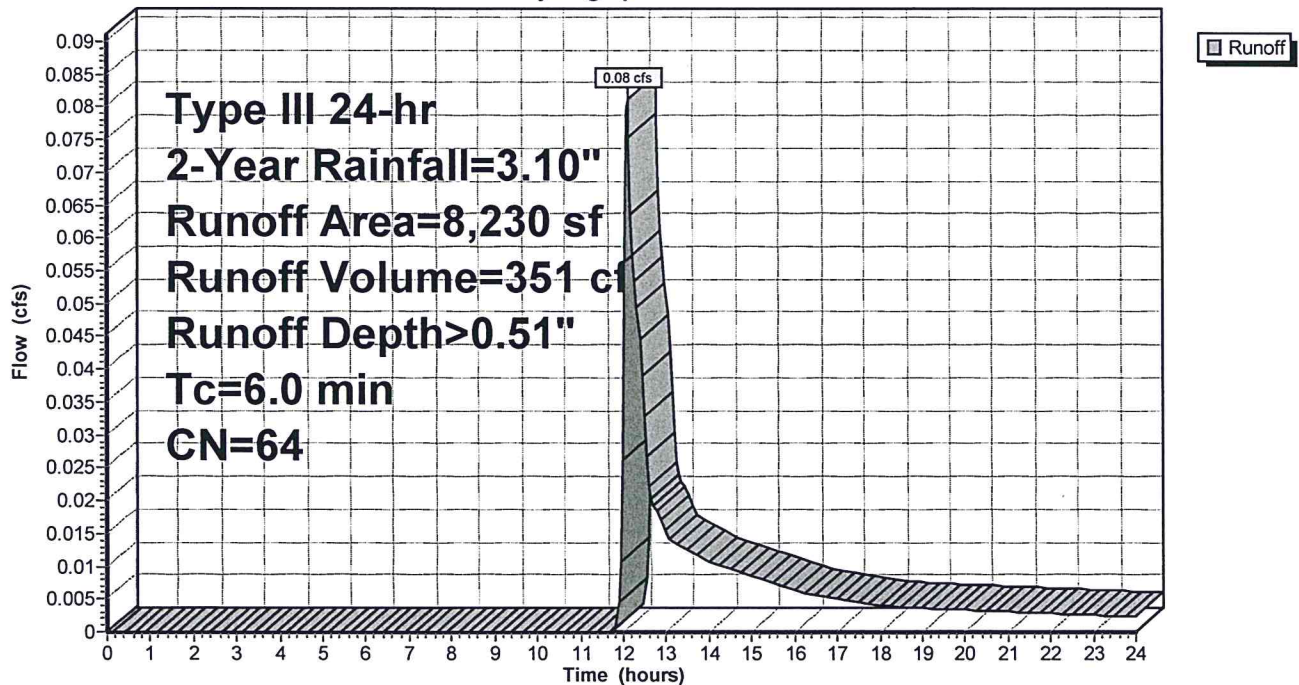 Runoff
0.08 cfs
Type III 24-hr
2-Year Rainfall=3.10"
Runoff Area=8,230 sf
Runoff Volume=351 cf
Runoff Depth>0.51"
Tc=6.0 min
CN=64
Flow (cfs)
0.09
0.085
0.08
0.075
0.07
0.065
0.06
0.055
0.05
0.045
0.04
0.035
0.03
0.025
0.02
0.015
0.01
0.005
0
0 1 2 3 4 5 6 7 8 9 10 11 12 13 14 15 16 17 18 19 20 21 22 23 24
Time (hours)